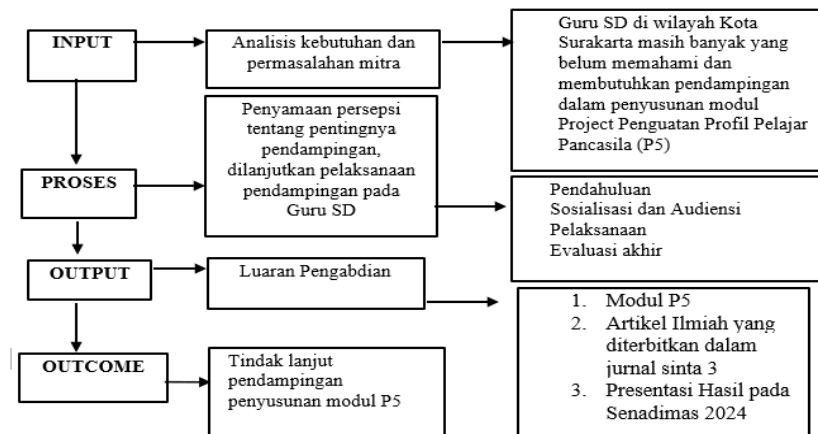 INPUT
Analisis kebutuhan dan
permasalahan mitra
Guru SD di wilayah Kota
Surakarta masih banyak yang
belum memahami dan
membutuhkan pendampingan
dalam penyusunan modul
Project Penguatan Profil Pelajar
Pancasila (P5)
PROSES
Penyamaan persepsi
tentang pentingnya
pendampingan,
dilanjutkan pelaksanaan
pendampingan pada
Guru SD
Pendahuluan
Sosialisasi dan Audiensi
Pelaksanaan
Evaluasi akhir
OUTPUT
Luaran Pengabdian
1. Modul P5
2. Artikel Ilmiah yang
diterbitkan dalam
jurnal sinta 3
3. Presentasi Hasil pada
Senadimas 2024
OUTCOME
Tindak lanjut
pendampingan
penyusunan modul P5